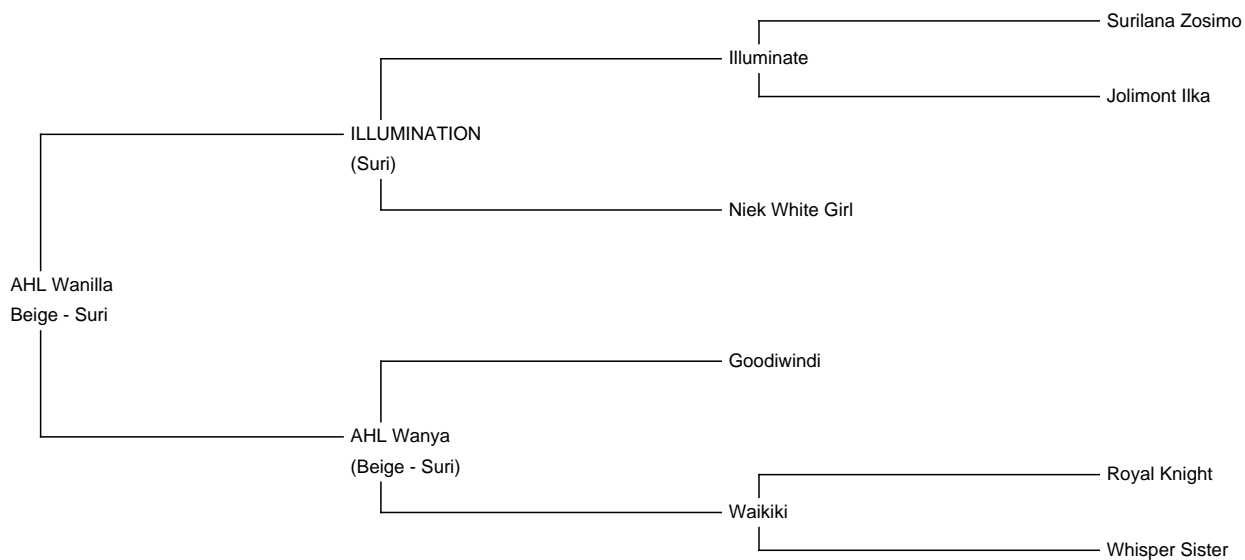 Surilana Zosimo
Illuminate
Jolimont Ilka
ILLUMINATION
(Suri)
Niek White Girl
AHL Wanilla
Beige - Suri
Goodiwindi
AHL Wanya
(Beige - Suri)
Royal Knight
Waikiki
Whisper Sister